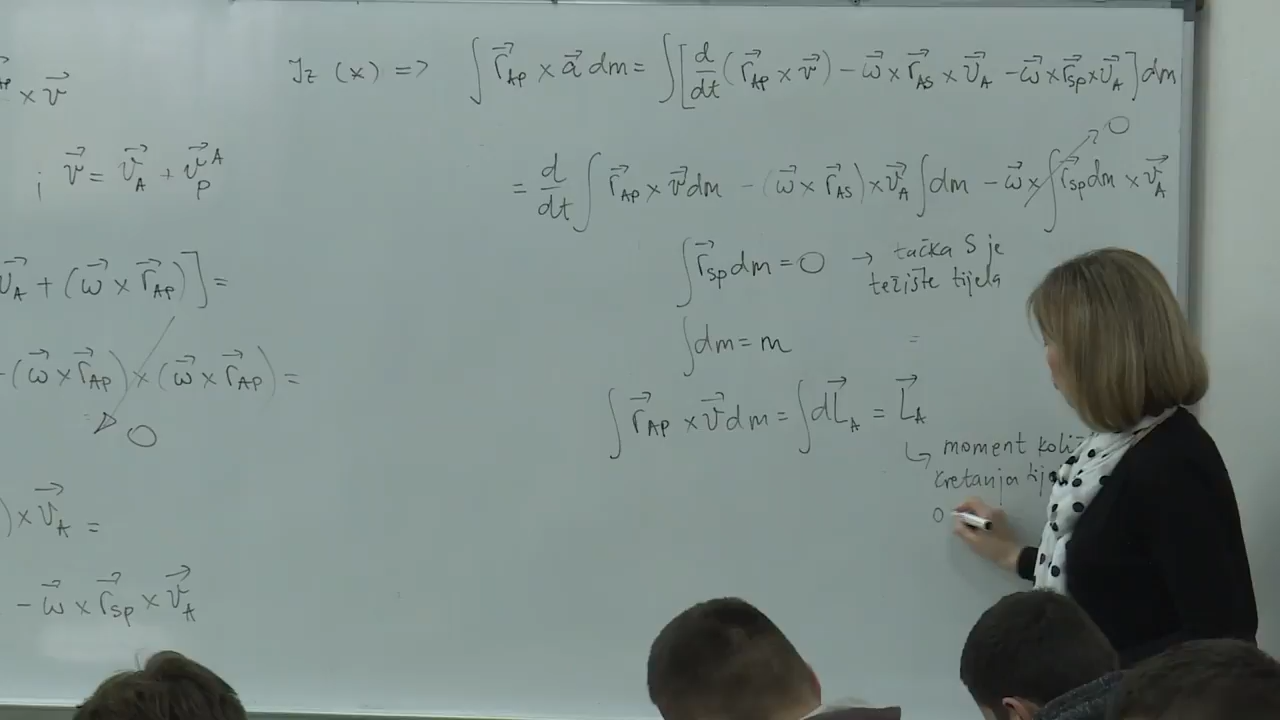 AP × v⃗
i v⃗ = v⃗_A + v⃗_P^A
v⃗_A + (ω⃗ × r⃗_AP)] =
-(ω⃗ × r⃗_AP) × (ω⃗ × r⃗_AP) =
0
) × v⃗_A =
- ω⃗ × r⃗_SP × v⃗_A
Iz (x) => ∫ r⃗_AP × a⃗ dm = ∫ [d/dt (r⃗_AP × v⃗) - ω⃗ × r⃗_AS × v⃗_A - ω⃗ × r⃗_SP × v⃗_A] dm
0
= d/dt ∫ r⃗_AP × v⃗ dm - (ω⃗ × r⃗_AS) × v⃗_A ∫ dm - ω⃗ × ∫ r⃗_SP dm × v⃗_A
∫ r⃗_SP dm = 0 → tačka S je
težište tijela
∫ dm = m =
∫ r⃗_AP × v⃗ dm = ∫ dL⃗_A = L⃗_A
↳ moment
kretanja